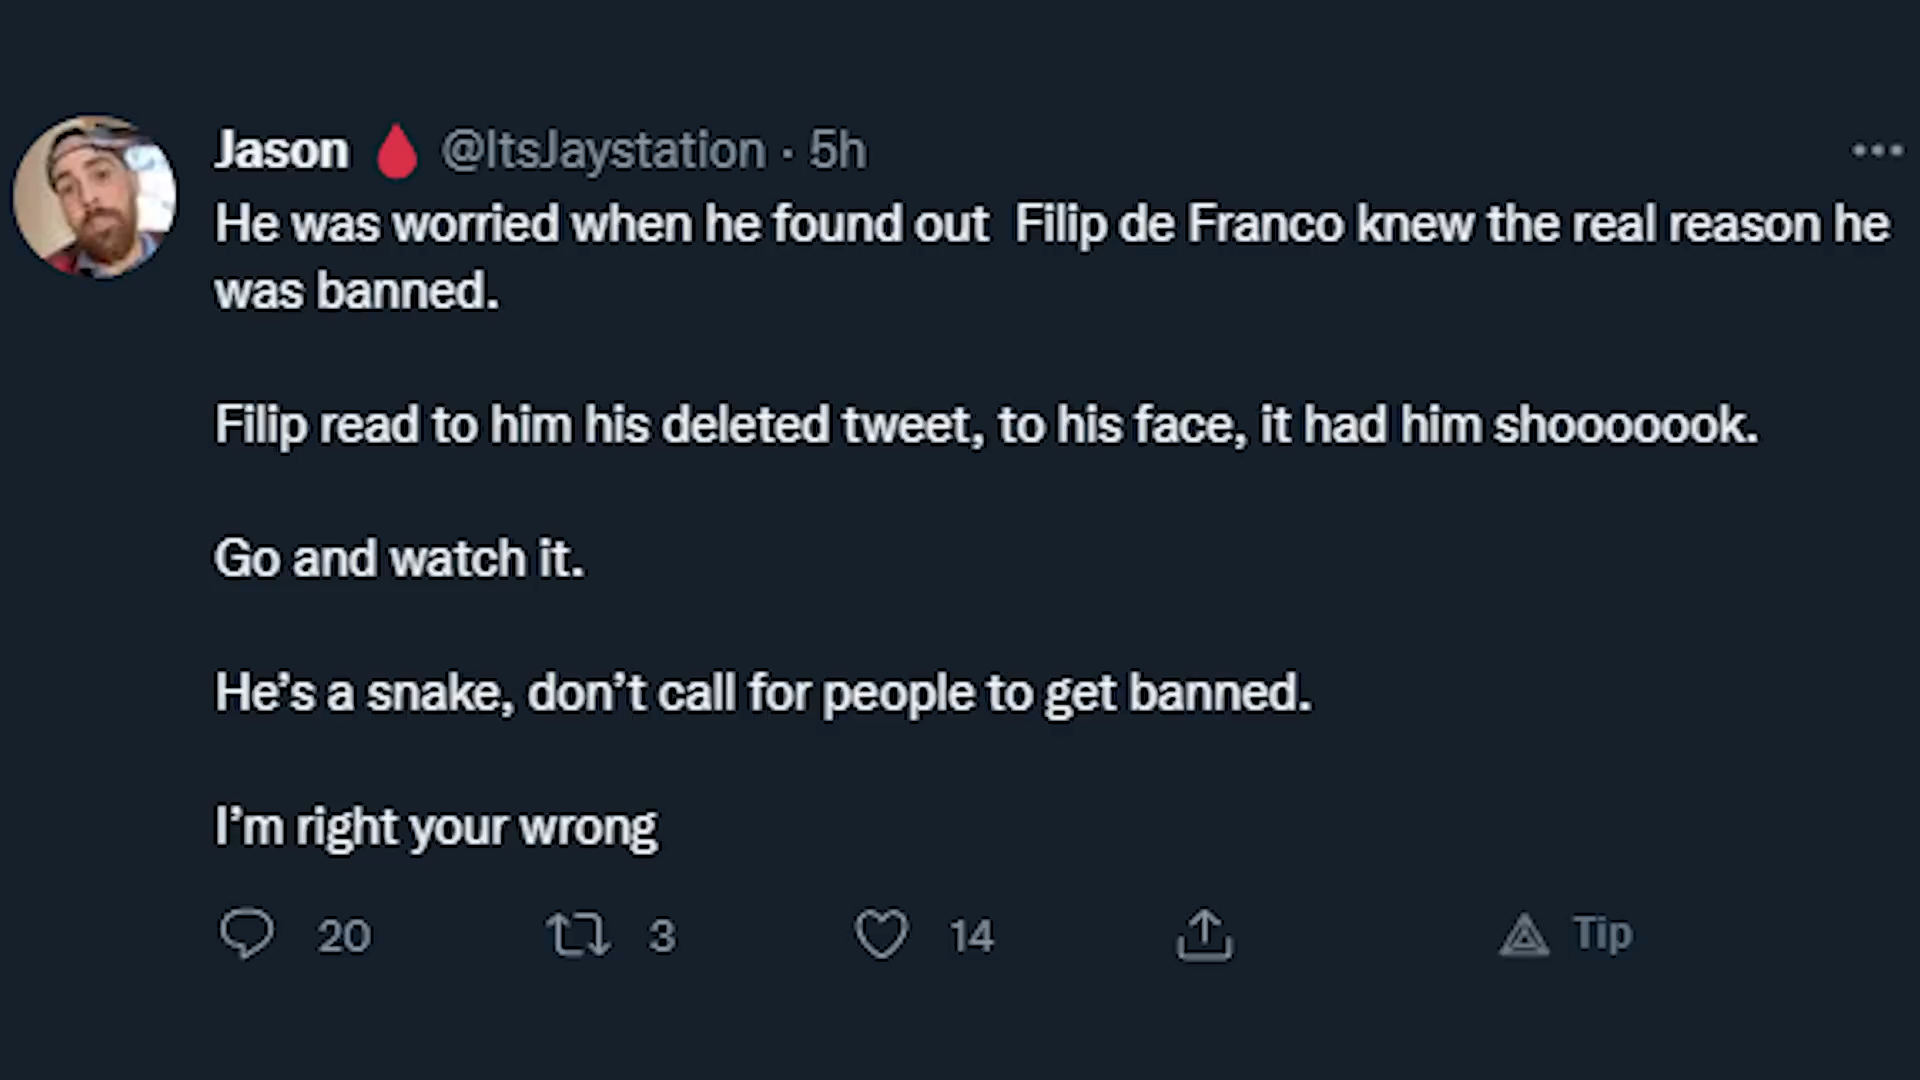 Jason 🩸 @ItsJaystation · 5h
He was worried when he found out  Filip de Franco knew the real reason he
was banned.
Filip read to him his deleted tweet, to his face, it had him shooooook.
Go and watch it.
He’s a snake, don’t call for people to get banned.
I’m right your wrong
20 3 14 Tip